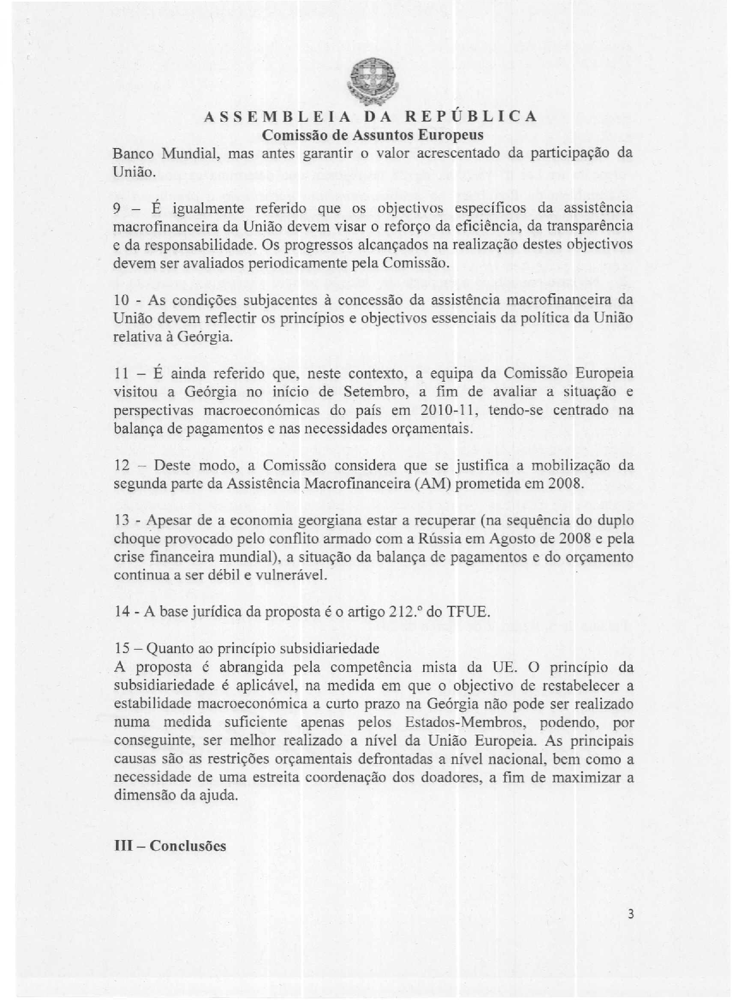 ASSEMBLEIA DA REPÚBLICA
Comissão de Assuntos Europeus
Banco Mundial, mas antes garantir o valor acrescentado da participação da
União.
9 – É igualmente referido que os objectivos específicos da assistência
macrofinanceira da União devem visar o reforço da eficiência, da transparência
e da responsabilidade. Os progressos alcançados na realização destes objectivos
devem ser avaliados periodicamente pela Comissão.
10 - As condições subjacentes à concessão da assistência macrofinanceira da
União devem reflectir os princípios e objectivos essenciais da política da União
relativa à Geórgia.
11 – É ainda referido que, neste contexto, a equipa da Comissão Europeia
visitou a Geórgia no início de Setembro, a fim de avaliar a situação e
perspectivas macroeconómicas do país em 2010-11, tendo-se centrado na
balança de pagamentos e nas necessidades orçamentais.
12 – Deste modo, a Comissão considera que se justifica a mobilização da
segunda parte da Assistência Macrofinanceira (AM) prometida em 2008.
13 - Apesar de a economia georgiana estar a recuperar (na sequência do duplo
choque provocado pelo conflito armado com a Rússia em Agosto de 2008 e pela
crise financeira mundial), a situação da balança de pagamentos e do orçamento
continua a ser débil e vulnerável.
14 - A base jurídica da proposta é o artigo 212.º do TFUE.
15 – Quanto ao princípio subsidiariedade
A proposta é abrangida pela competência mista da UE. O princípio da
subsidiariedade é aplicável, na medida em que o objectivo de restabelecer a
estabilidade macroeconómica a curto prazo na Geórgia não pode ser realizado
numa medida suficiente apenas pelos Estados-Membros, podendo, por
conseguinte, ser melhor realizado a nível da União Europeia. As principais
causas são as restrições orçamentais defrontadas a nível nacional, bem como a
necessidade de uma estreita coordenação dos doadores, a fim de maximizar a
dimensão da ajuda.
III – Conclusões
3